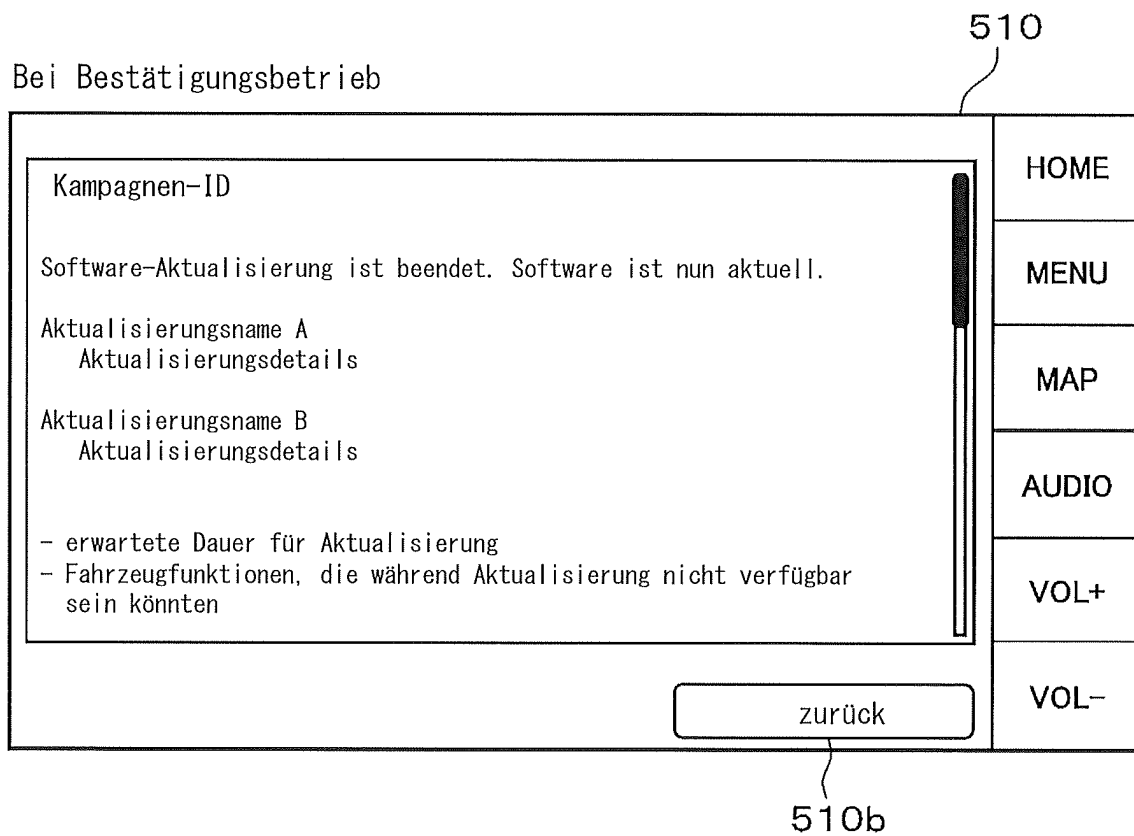 510
Bei Bestätigungsbetrieb
Kampagnen-ID
Software-Aktualisierung ist beendet. Software ist nun aktuell.
Aktualisierungsname A
Aktualisierungsdetails
Aktualisierungsname B
Aktualisierungsdetails
- erwartete Dauer für Aktualisierung
- Fahrzeugfunktionen, die während Aktualisierung nicht verfügbar
sein könnten
zurück
HOME
MENU
MAP
AUDIO
VOL+
VOL-
510b